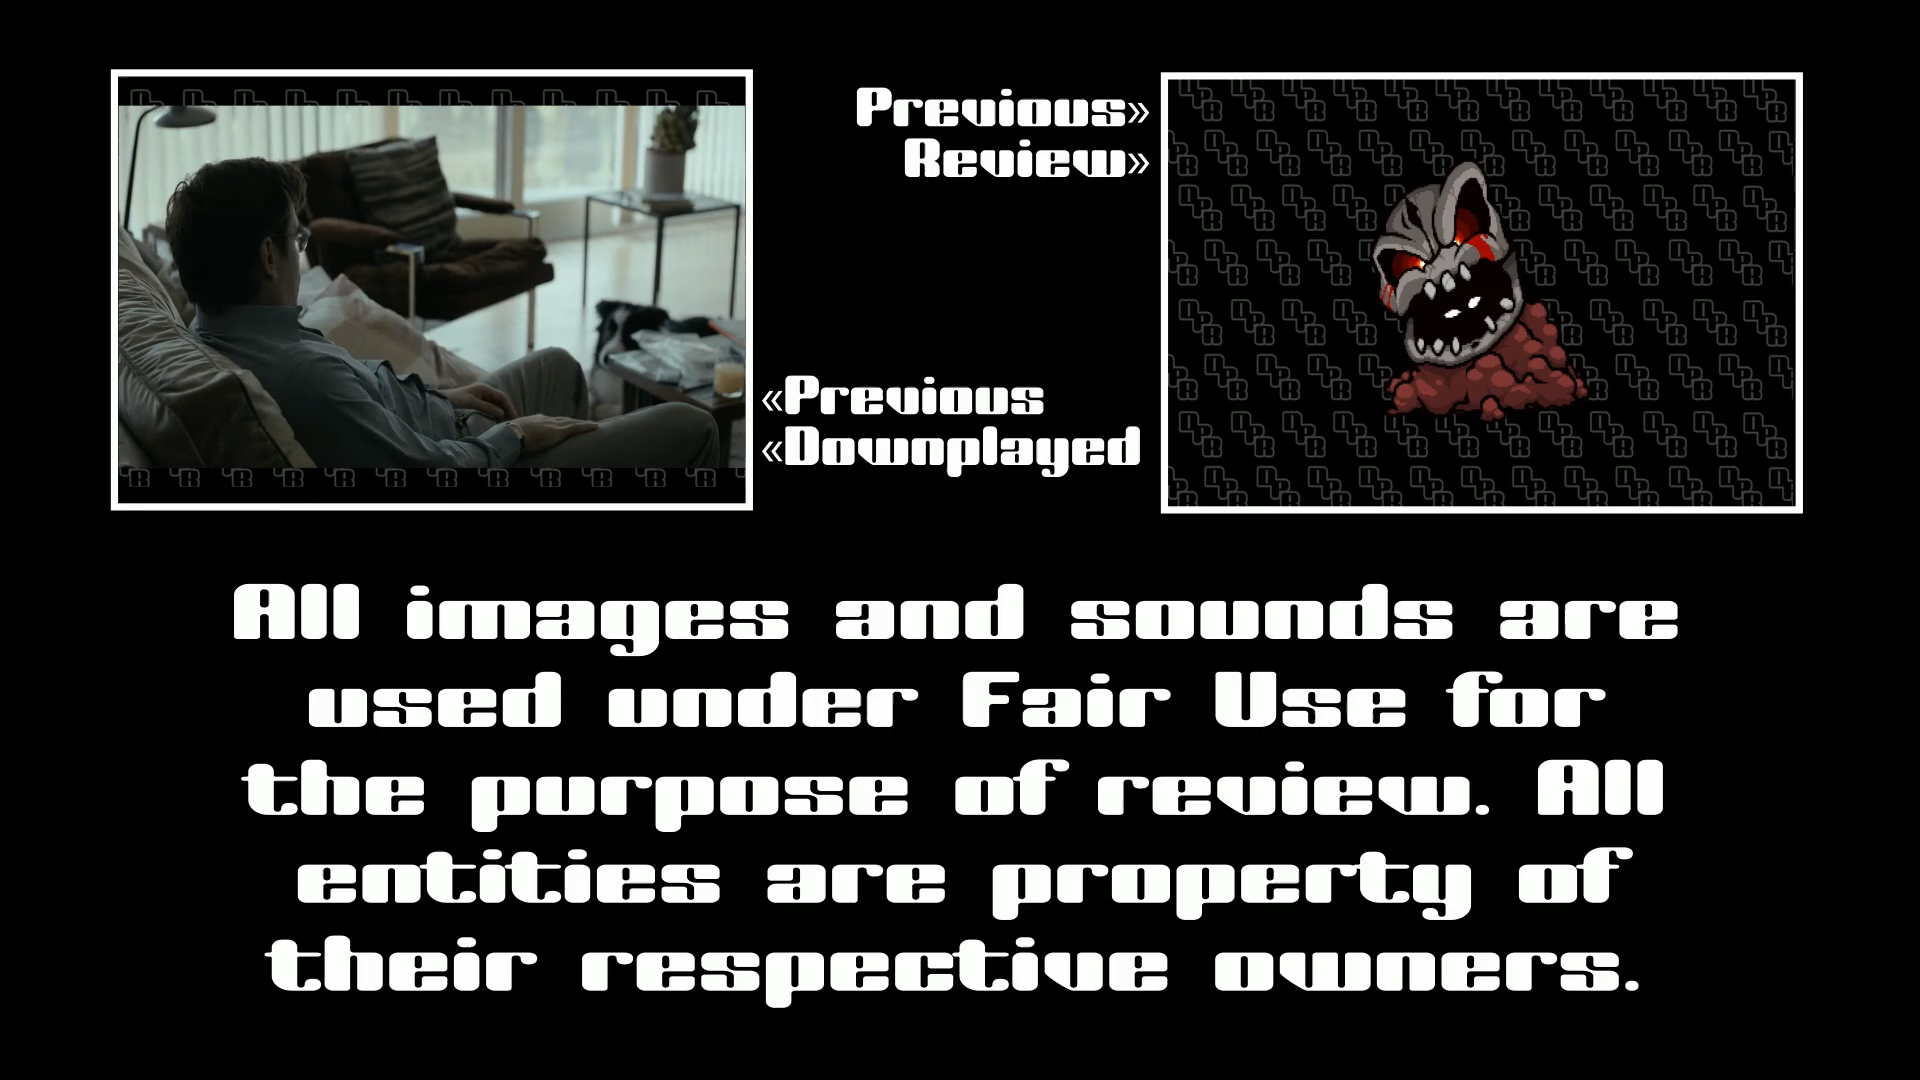 Previous»
Review»
«Previous
«Downplayed
All images and sounds are
used under Fair Use for
the purpose of review. All
entities are property of
their respective owners.